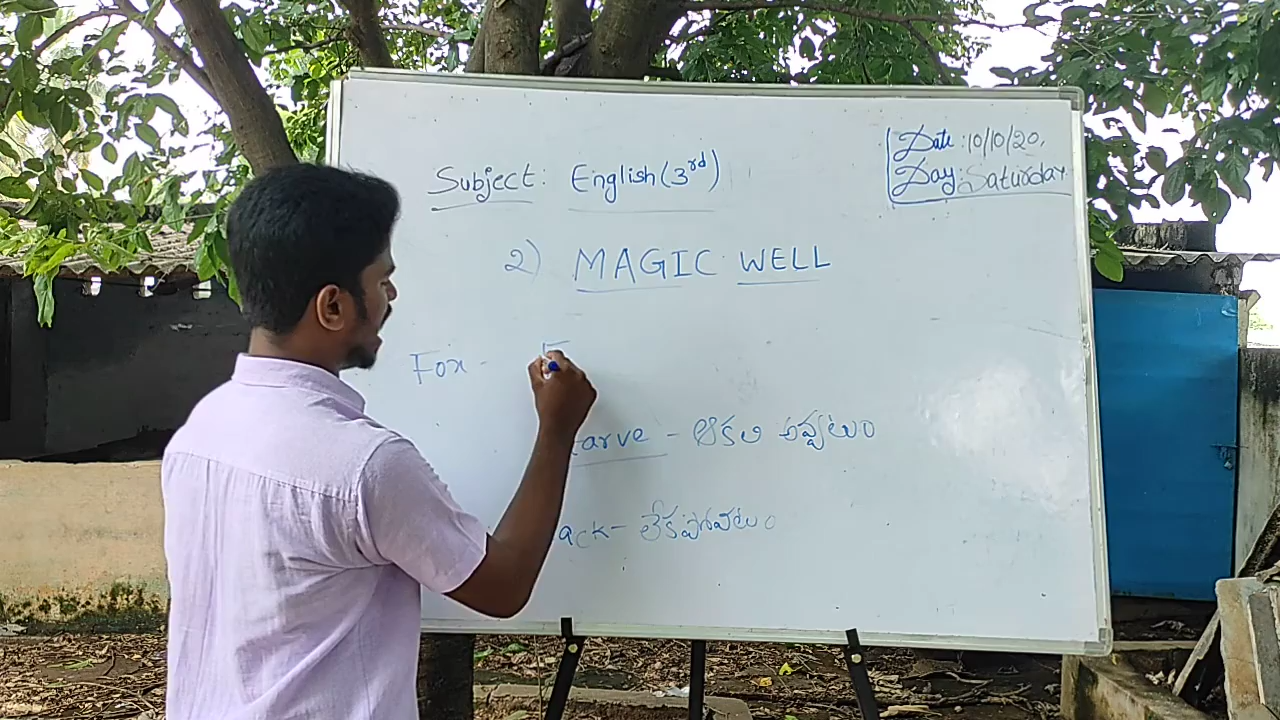 Subject: English (3rd)
Date: 10/10/20.
Day: Saturday
2) MAGIC WELL
Fox - F
tarve - ఆకలి అవ్వటం
ack - లేకపోవటం